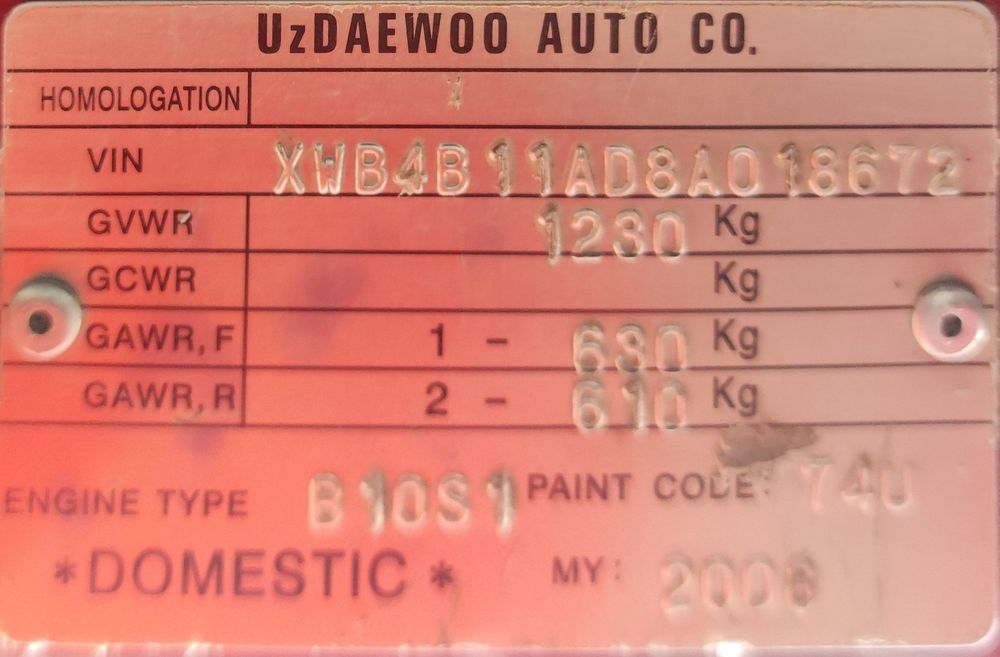 UzDAEWOO AUTO CO.
HOMOLOGATION
VIN XWB4B11AD8A018672
GVWR 1230 Kg
GCWR Kg
GAWR,F 1 - 630 Kg
GAWR,R 2 - 610 Kg
ENGINE TYPE B10S1 PAINT CODE: 74U
*DOMESTIC* MY: 2008